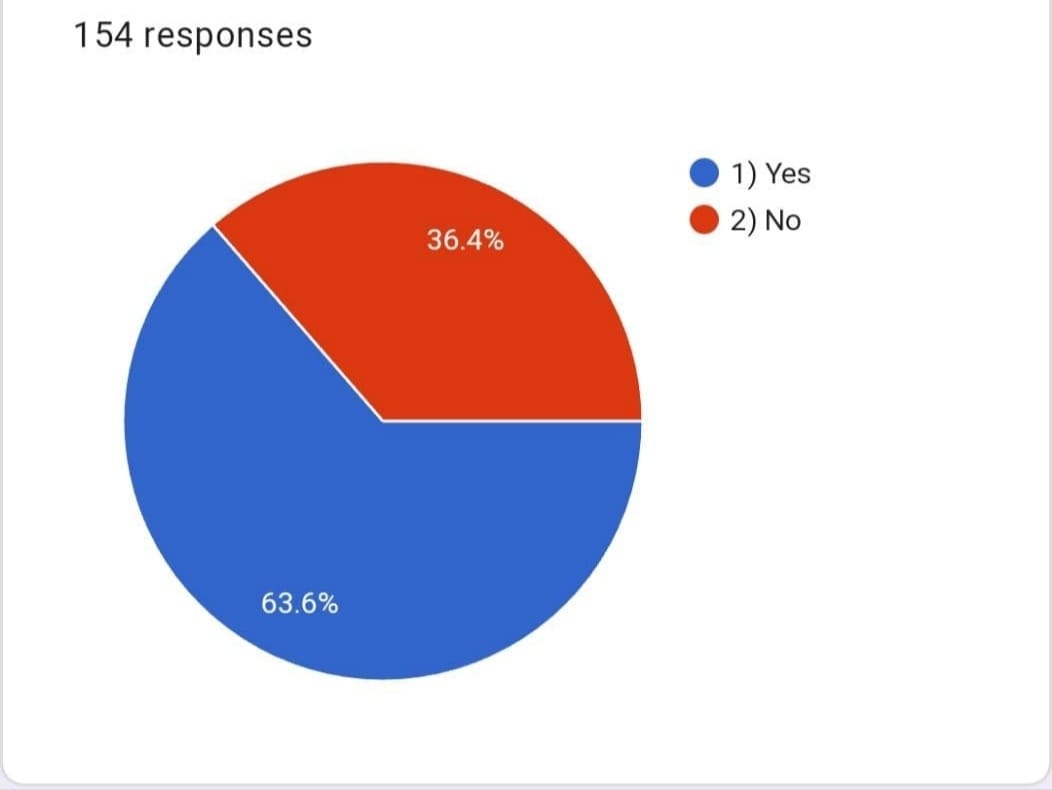 154 responses
1) Yes
2) No
36.4%
63.6%